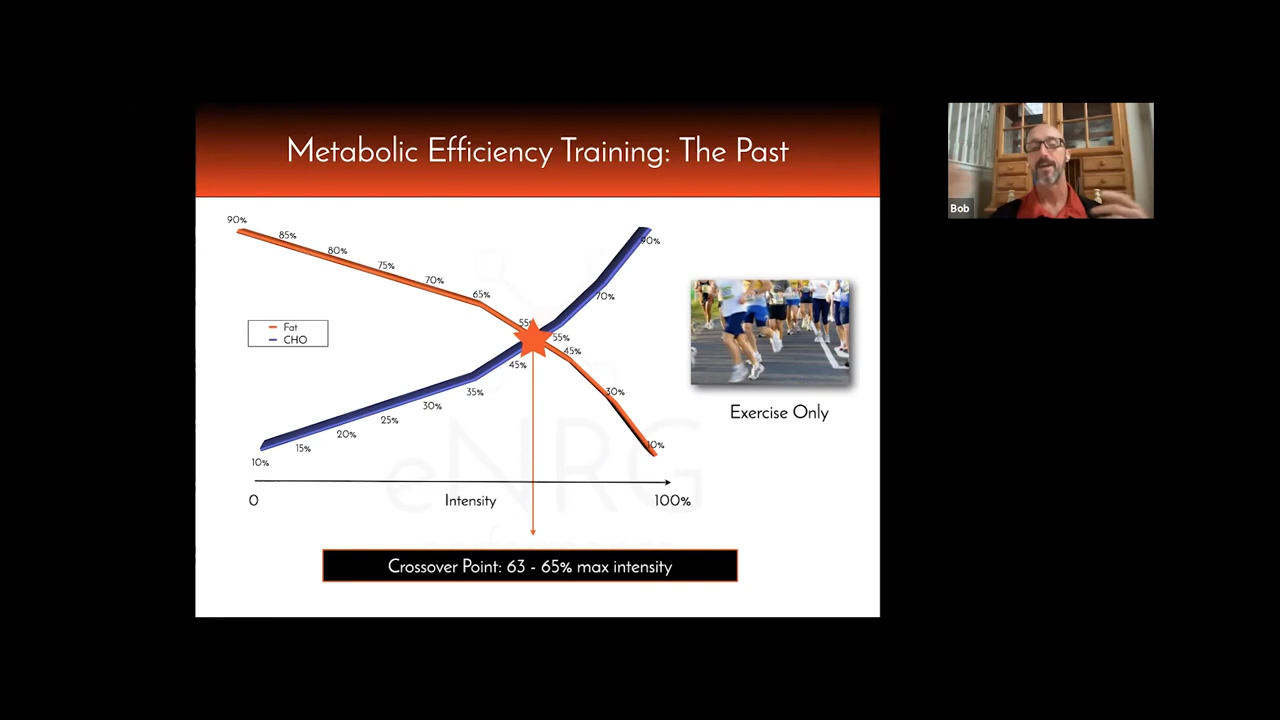 Metabolic Efficiency Training: The Past
90%
85%
80%
75%
70%
65%
55%
90%
70%
55%
45%
30%
10%
Fat
CHO
45%
35%
30%
25%
20%
15%
10%
0
Intensity
100%
Crossover Point: 63 - 65% max intensity
Exercise Only
eNRG
performance
Bob